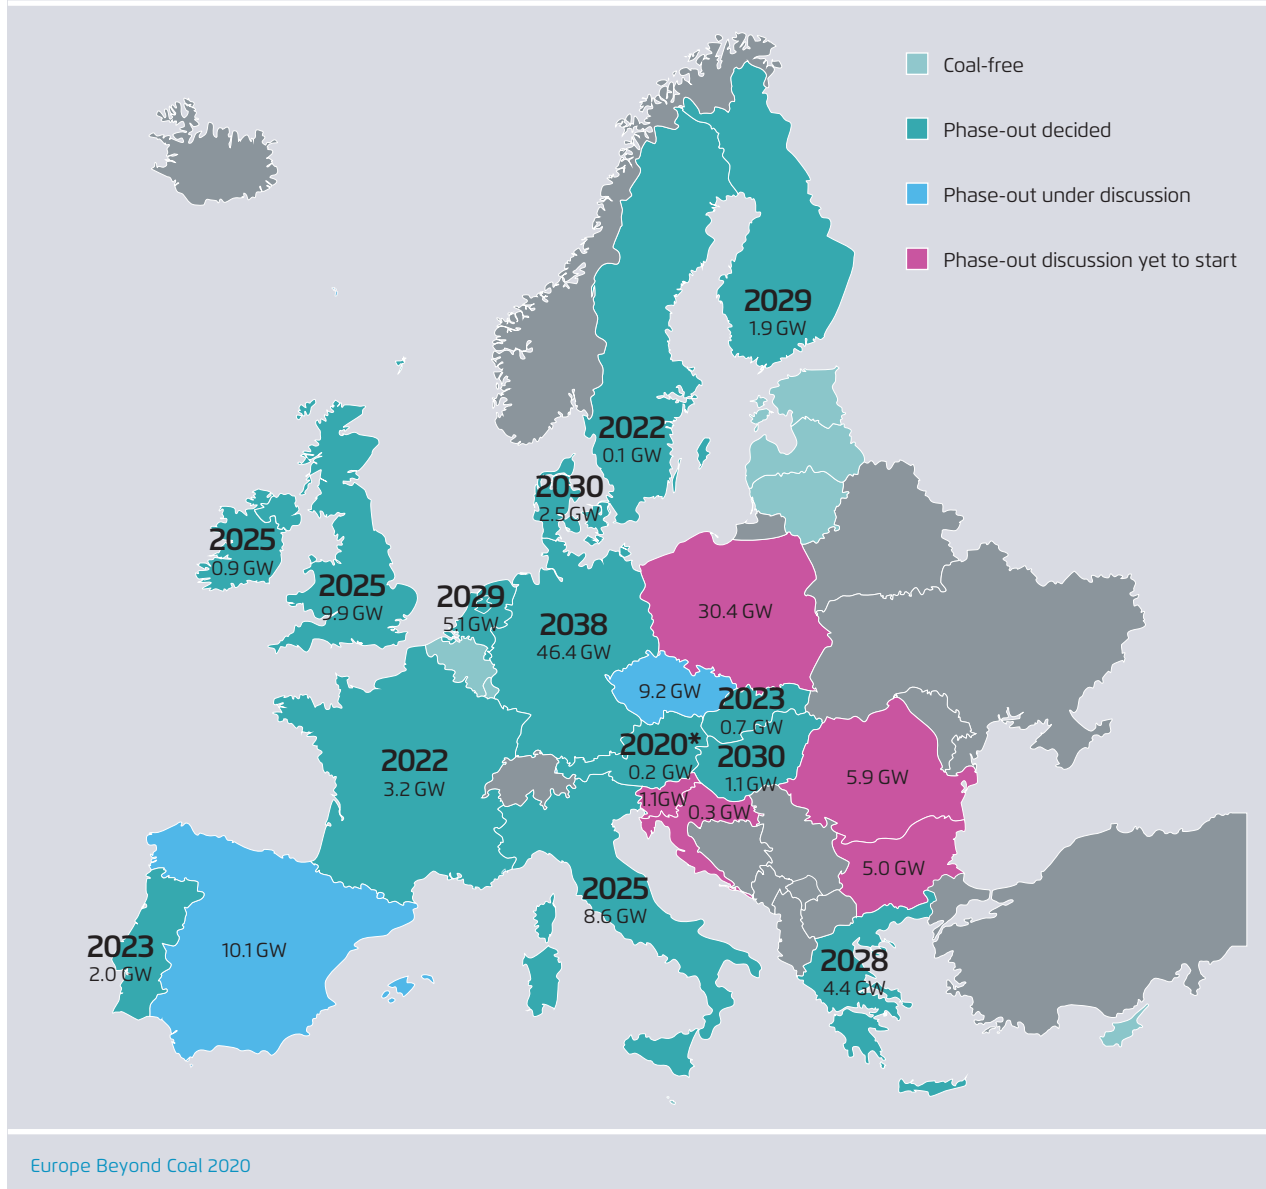 Coal-free
Phase-out decided
Phase-out under discussion
Phase-out discussion yet to start
2029
1.9 GW
2022
0.1 GW
2030
2.5 GW
2025
0.9 GW
2025
9.9 GW
2029
5.1 GW
2038
46.4 GW
30.4 GW
9.2 GW
2023
0.7 GW
2020*
0.2 GW
2030
1.1 GW
2022
3.2 GW
5.9 GW
1.1GW
0.3 GW
5.0 GW
2025
8.6 GW
2023
2.0 GW
10.1 GW
2028
4.4 GW
Europe Beyond Coal 2020